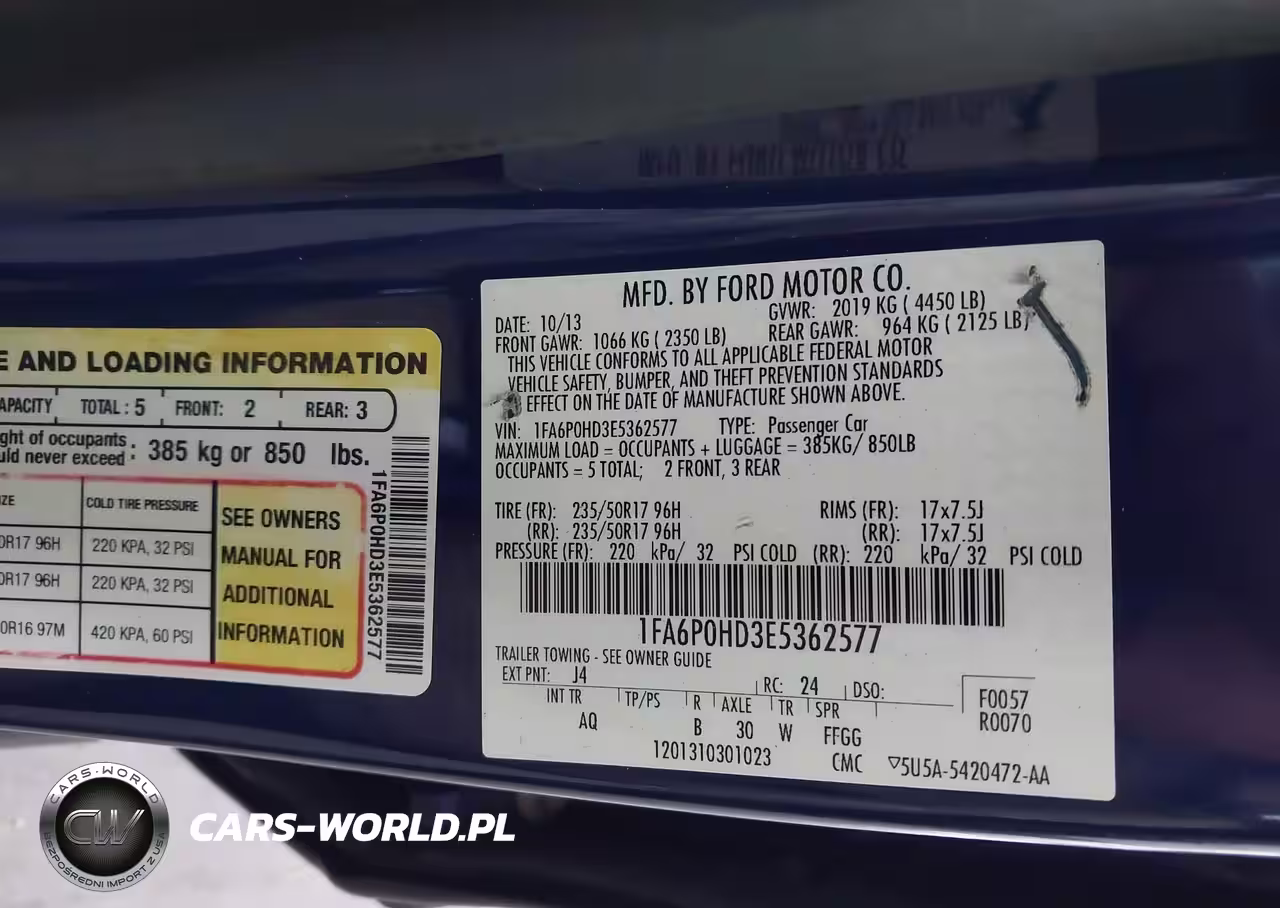 E AND LOADING INFORMATION
APACITY TOTAL : 5 FRONT: 2 REAR: 3
ght of occupants
uld never exceed : 385 kg or 850 lbs.
ZE COLD TIRE PRESSURE
0R17 96H 220 KPA, 32 PSI
0R17 96H 220 KPA, 32 PSI
0R16 97M 420 KPA, 60 PSI
SEE OWNERS
MANUAL FOR
ADDITIONAL
INFORMATION
1FA6P0HD3E5362577
MFD. BY FORD MOTOR CO.
DATE: 10/13 GVWR: 2019 KG ( 4450 LB)
FRONT GAWR: 1066 KG ( 2350 LB) REAR GAWR: 964 KG ( 2125 LB)
THIS VEHICLE CONFORMS TO ALL APPLICABLE FEDERAL MOTOR
VEHICLE SAFETY, BUMPER, AND THEFT PREVENTION STANDARDS
EFFECT ON THE DATE OF MANUFACTURE SHOWN ABOVE.
VIN: 1FA6P0HD3E5362577 TYPE: Passenger Car
MAXIMUM LOAD = OCCUPANTS + LUGGAGE = 385KG/ 850LB
OCCUPANTS = 5 TOTAL; 2 FRONT, 3 REAR
TIRE (FR): 235/50R17 96H RIMS (FR): 17x7.5J
(RR): 235/50R17 96H (RR): 17x7.5J
PRESSURE (FR): 220 kPa/ 32 PSI COLD (RR): 220 kPa/ 32 PSI COLD
1FA6P0HD3E5362577
TRAILER TOWING - SEE OWNER GUIDE
EXT PNT: J4 RC: 24 DSO:
INT TR TP/PS R AXLE TR SPR
AQ B 30 W FFGG
F0057
R0070
1201310301023 CMC ▽5U5A-5420472-AA
CARS-WORLD
CW
BEZPOŚREDNI IMPORT Z USA
CARS-WORLD.PL